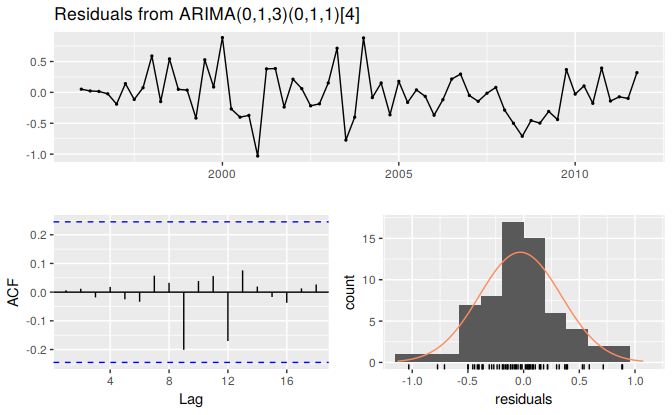 Residuals from ARIMA(0,1,3)(0,1,1)[4]
0.5
0.0
-0.5
-1.0
2000 2005 2010
ACF
0.2
0.1
0.0
-0.1
-0.2
4 8 12 16
Lag
count
15
10
5
0
-1.0 -0.5 0.0 0.5 1.0
residuals